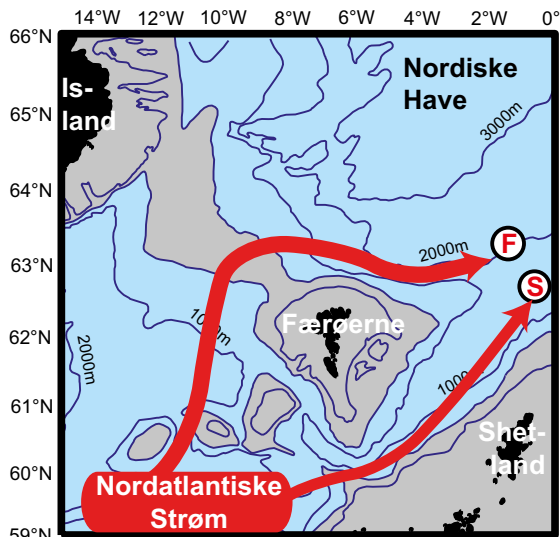 14°W 12°W 10°W 8°W 6°W 4°W 2°W 0°
66°N
65°N
64°N
63°N
62°N
61°N
60°N
59°N
Is-
land
Nordiske
Have
3000m
2000m
F
S
1000m
Færøerne
2000m
1000m
Shet-
land
Nordatlantiske
Strøm